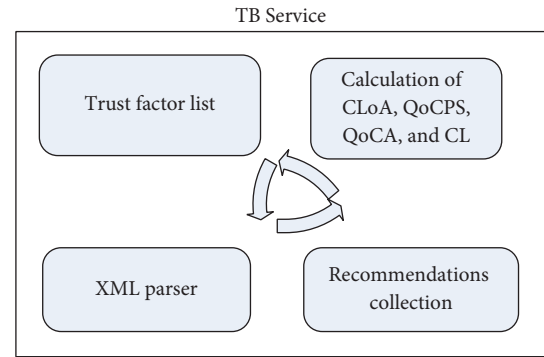 TB Service
Trust factor list
Calculation of
CLoA, QoCPS,
QoCA, and CL
XML parser
Recommendations
collection